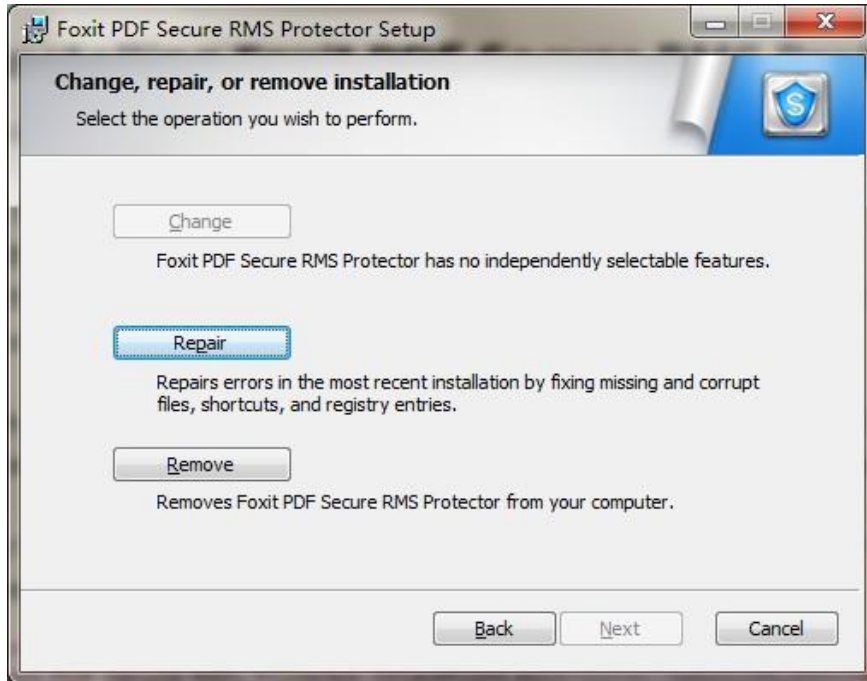 Foxit PDF Secure RMS Protector Setup
Change, repair, or remove installation
Select the operation you wish to perform.
S
Change
Foxit PDF Secure RMS Protector has no independently selectable features.
Repair
Repairs errors in the most recent installation by fixing missing and corrupt
files, shortcuts, and registry entries.
Remove
Removes Foxit PDF Secure RMS Protector from your computer.
Back Next Cancel